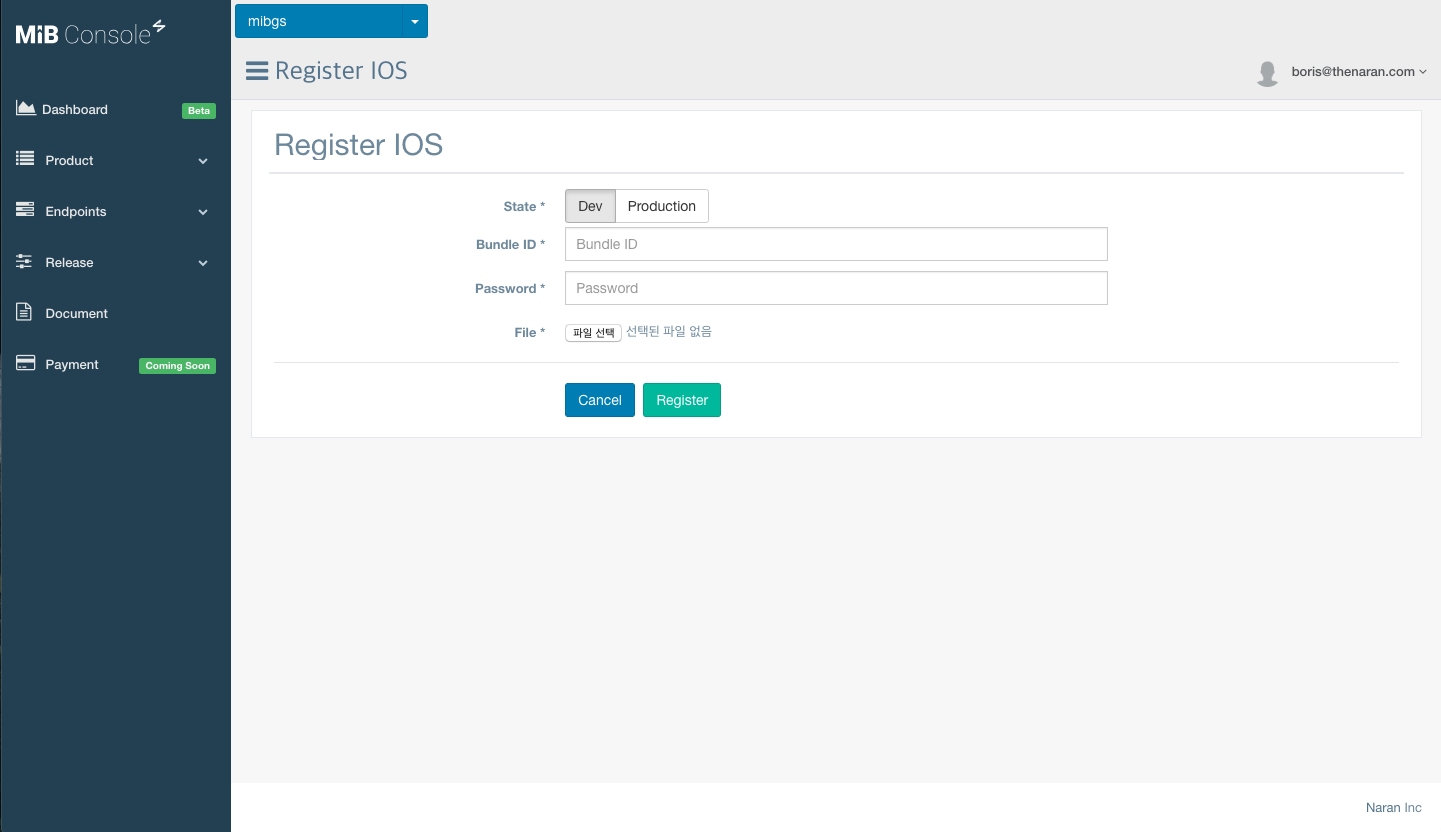 MiB Console
mibgs
Register IOS
boris@thenaran.com
Dashboard Beta
Product
Endpoints
Release
Document
Payment Coming Soon
Register IOS
State * Dev Production
Bundle ID * Bundle ID
Password * Password
File * 파일 선택 선택된 파일 없음
Cancel Register
Naran Inc